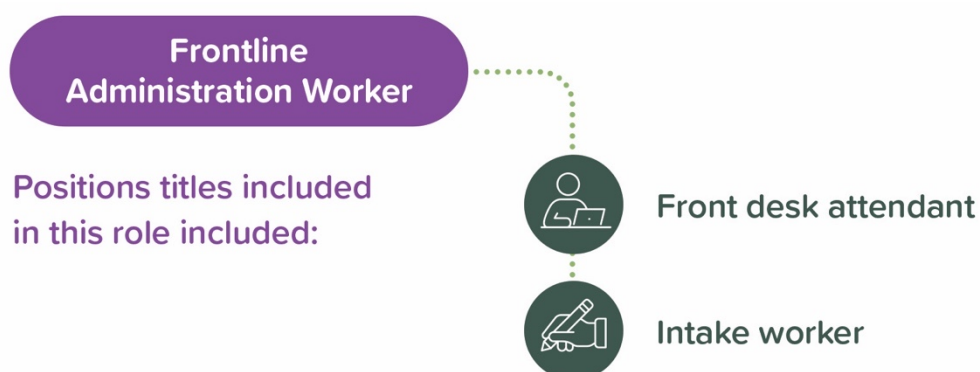 Frontline
Administration Worker
Positions titles included
in this role included:
Front desk attendant
Intake worker